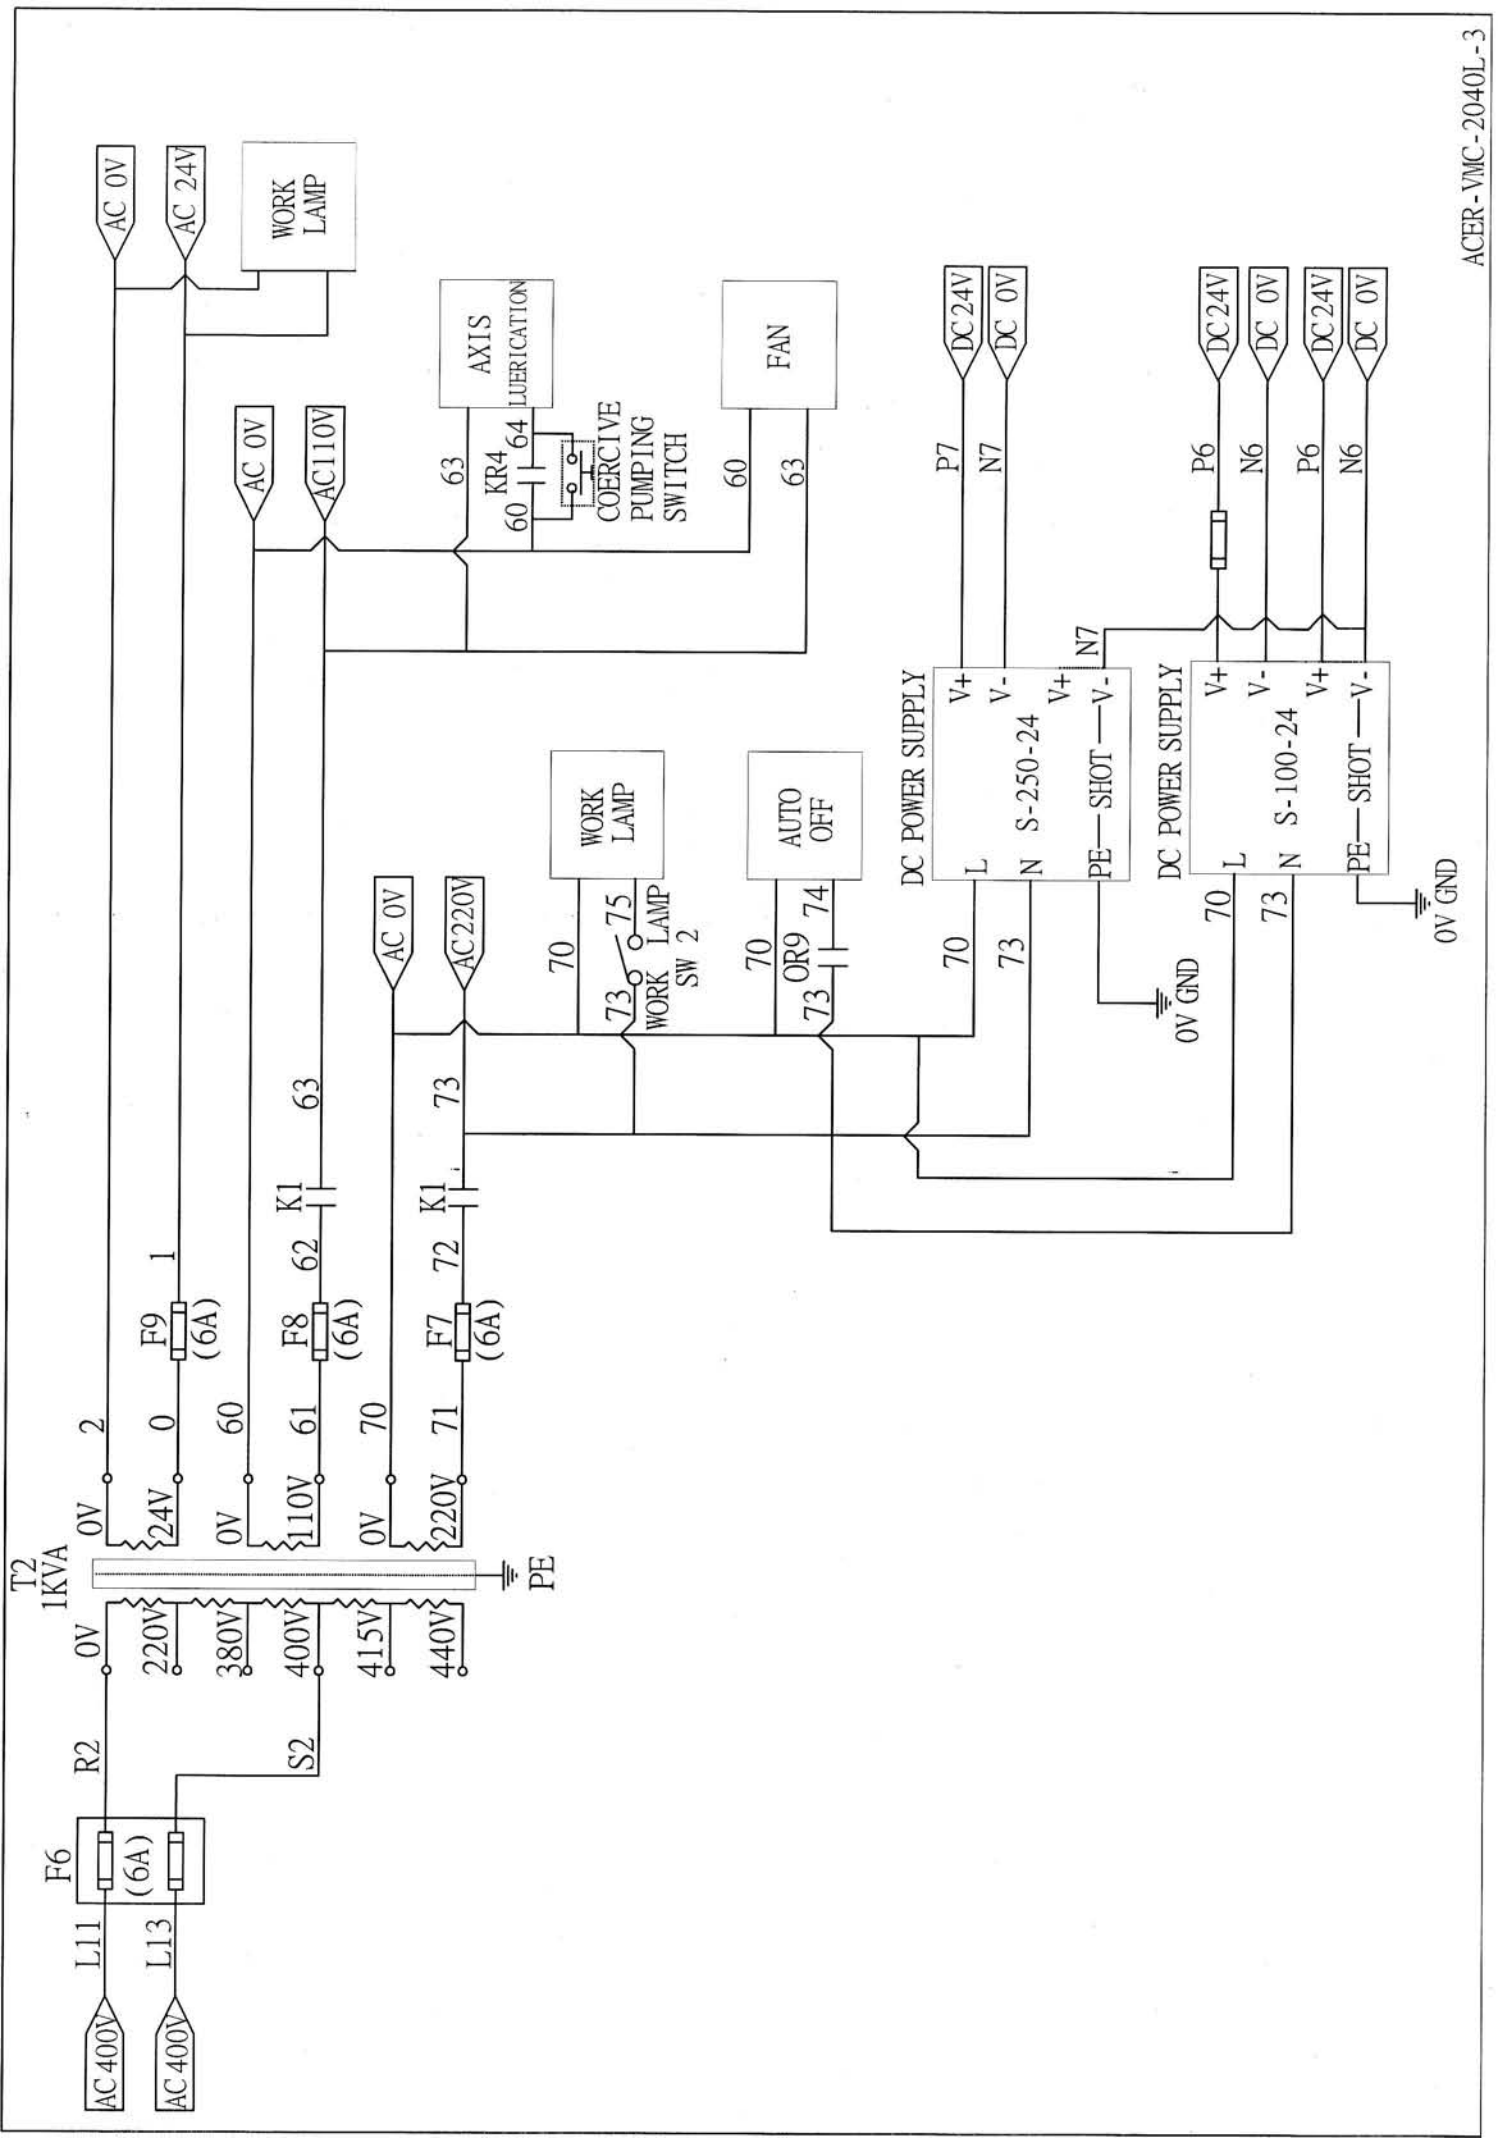 T2
1KVA
F6
AC400V
L11
R2
0V
0V
2
AC 0V
(6A)
220V
24V
0
F9
(6A)
1
AC 24V
AC400V
L13
380V
0V
60
AC 0V
WORK
LAMP
S2
400V
110V
61
F8
(6A)
62
K1
63
AC110V
415V
0V
70
AC 0V
440V
220V
71
F7
(6A)
72
K1
73
AC220V
PE
63
AXIS
LUERICATION
60
KR4
64
COERCIVE
PUMPING
SWITCH
60
63
FAN
70
73
75
WORK LAMP
SW 2
WORK
LAMP
70
OR9
73
74
AUTO
OFF
DC POWER SUPPLY
70
L
V+
P7
DC24V
73
N
S-250-24
V-
N7
DC 0V
V+
PE SHOT V-
N7
0V GND
DC POWER SUPPLY
70
L
V+
P6
DC24V
73
N
S-100-24
V-
N6
DC 0V
V+
P6
DC24V
PE SHOT V-
N6
DC 0V
0V GND
ACER-VMC-2040L-3